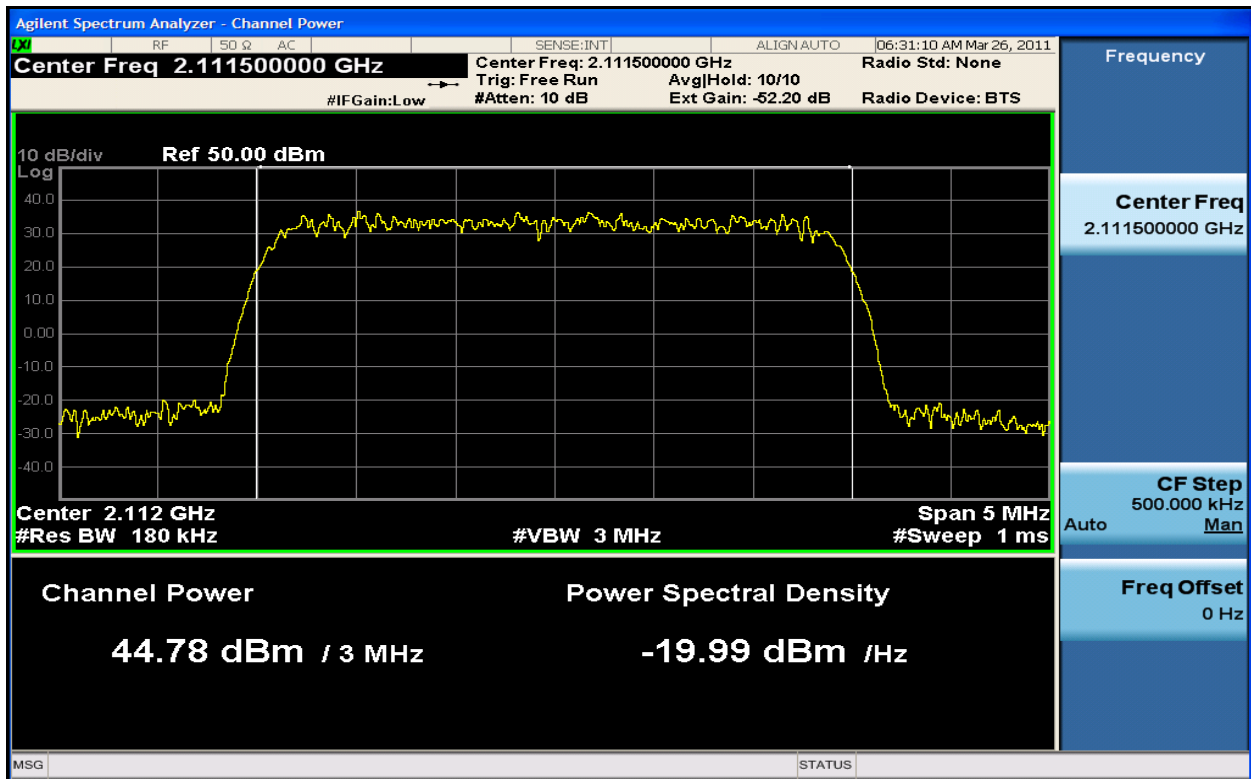 Agilent Spectrum Analyzer - Channel Power
LXI RF 50 Ω AC SENSE:INT ALIGN AUTO 06:31:10 AM Mar 26, 2011
Center Freq 2.111500000 GHz
Center Freq: 2.111500000 GHz Radio Std: None
Trig: Free Run Avg|Hold: 10/10
#IFGain:Low #Atten: 10 dB Ext Gain: -52.20 dB Radio Device: BTS
10 dB/div Ref 50.00 dBm
Log
40.0
30.0
20.0
10.0
0.00
-10.0
-20.0
-30.0
-40.0
Center 2.112 GHz Span 5 MHz
#Res BW 180 kHz #VBW 3 MHz #Sweep 1 ms
Channel Power Power Spectral Density
44.78 dBm / 3 MHz -19.99 dBm /Hz
MSG STATUS
Frequency
Center Freq
2.111500000 GHz
CF Step
500.000 kHz
Auto Man
Freq Offset
0 Hz